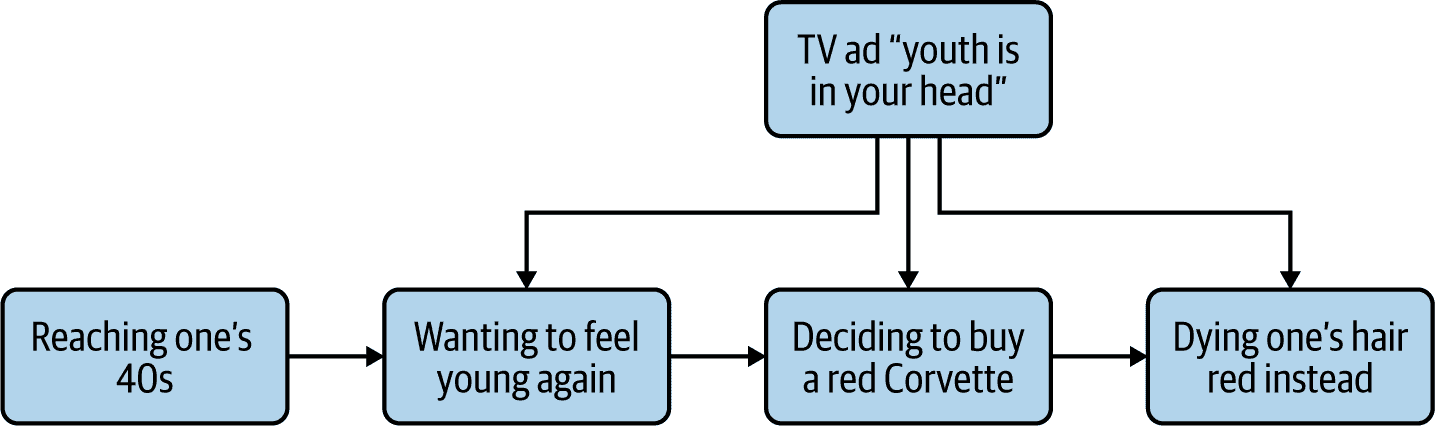 TV ad “youth is
in your head”
Reaching one’s
40s
Wanting to feel
young again
Deciding to buy
a red Corvette
Dying one’s hair
red instead